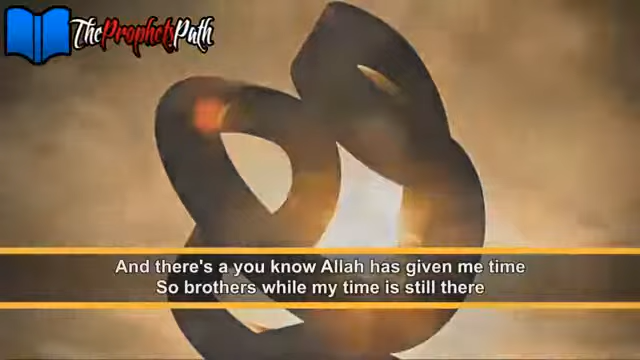 TheProphetsPath
And there's a you know Allah has given me time
So brothers while my time is still there